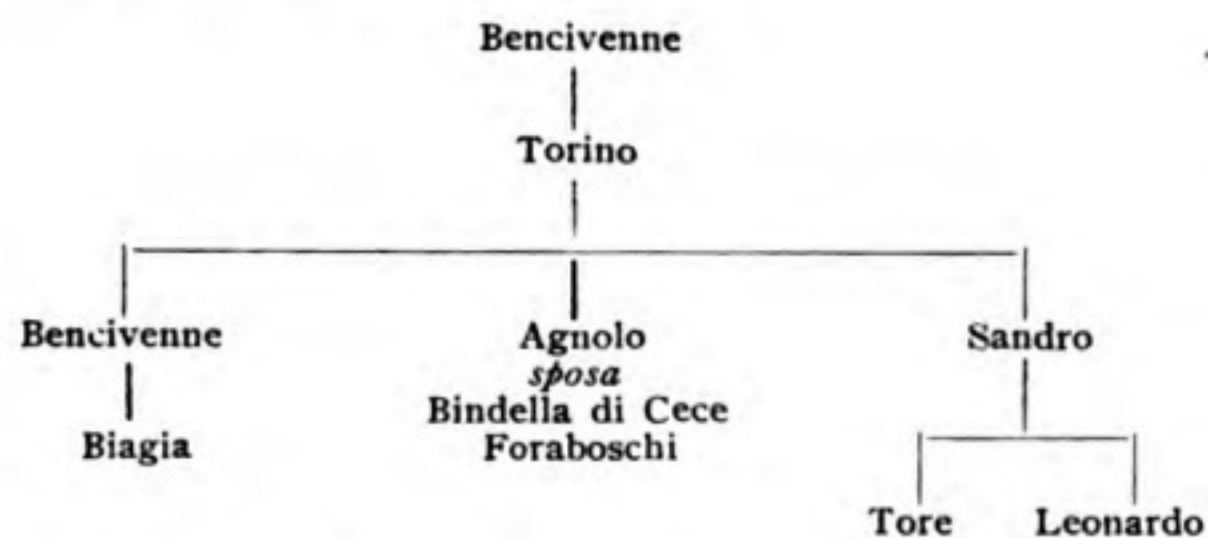 Bencivenne
Torino
Bencivenne Agnolo Sandro
sposa
Bindella di Cece
Biagia Foraboschi
Tore Leonardo